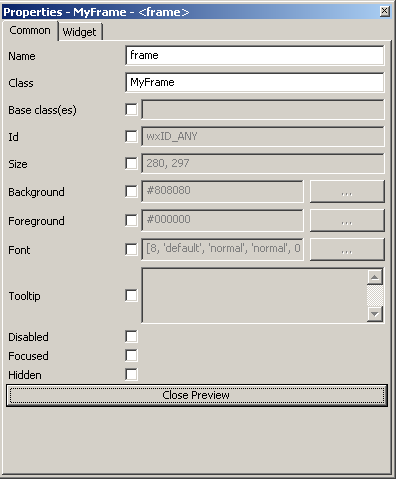 Properties - MyFrame - <frame>
Common Widget
Name frame
Class MyFrame
Base class(es)
Id wxID_ANY
Size 280, 297
Background #808080 ...
Foreground #000000 ...
Font [8, 'default', 'normal', 'normal', 0 ...
Tooltip
Disabled
Focused
Hidden
Close Preview